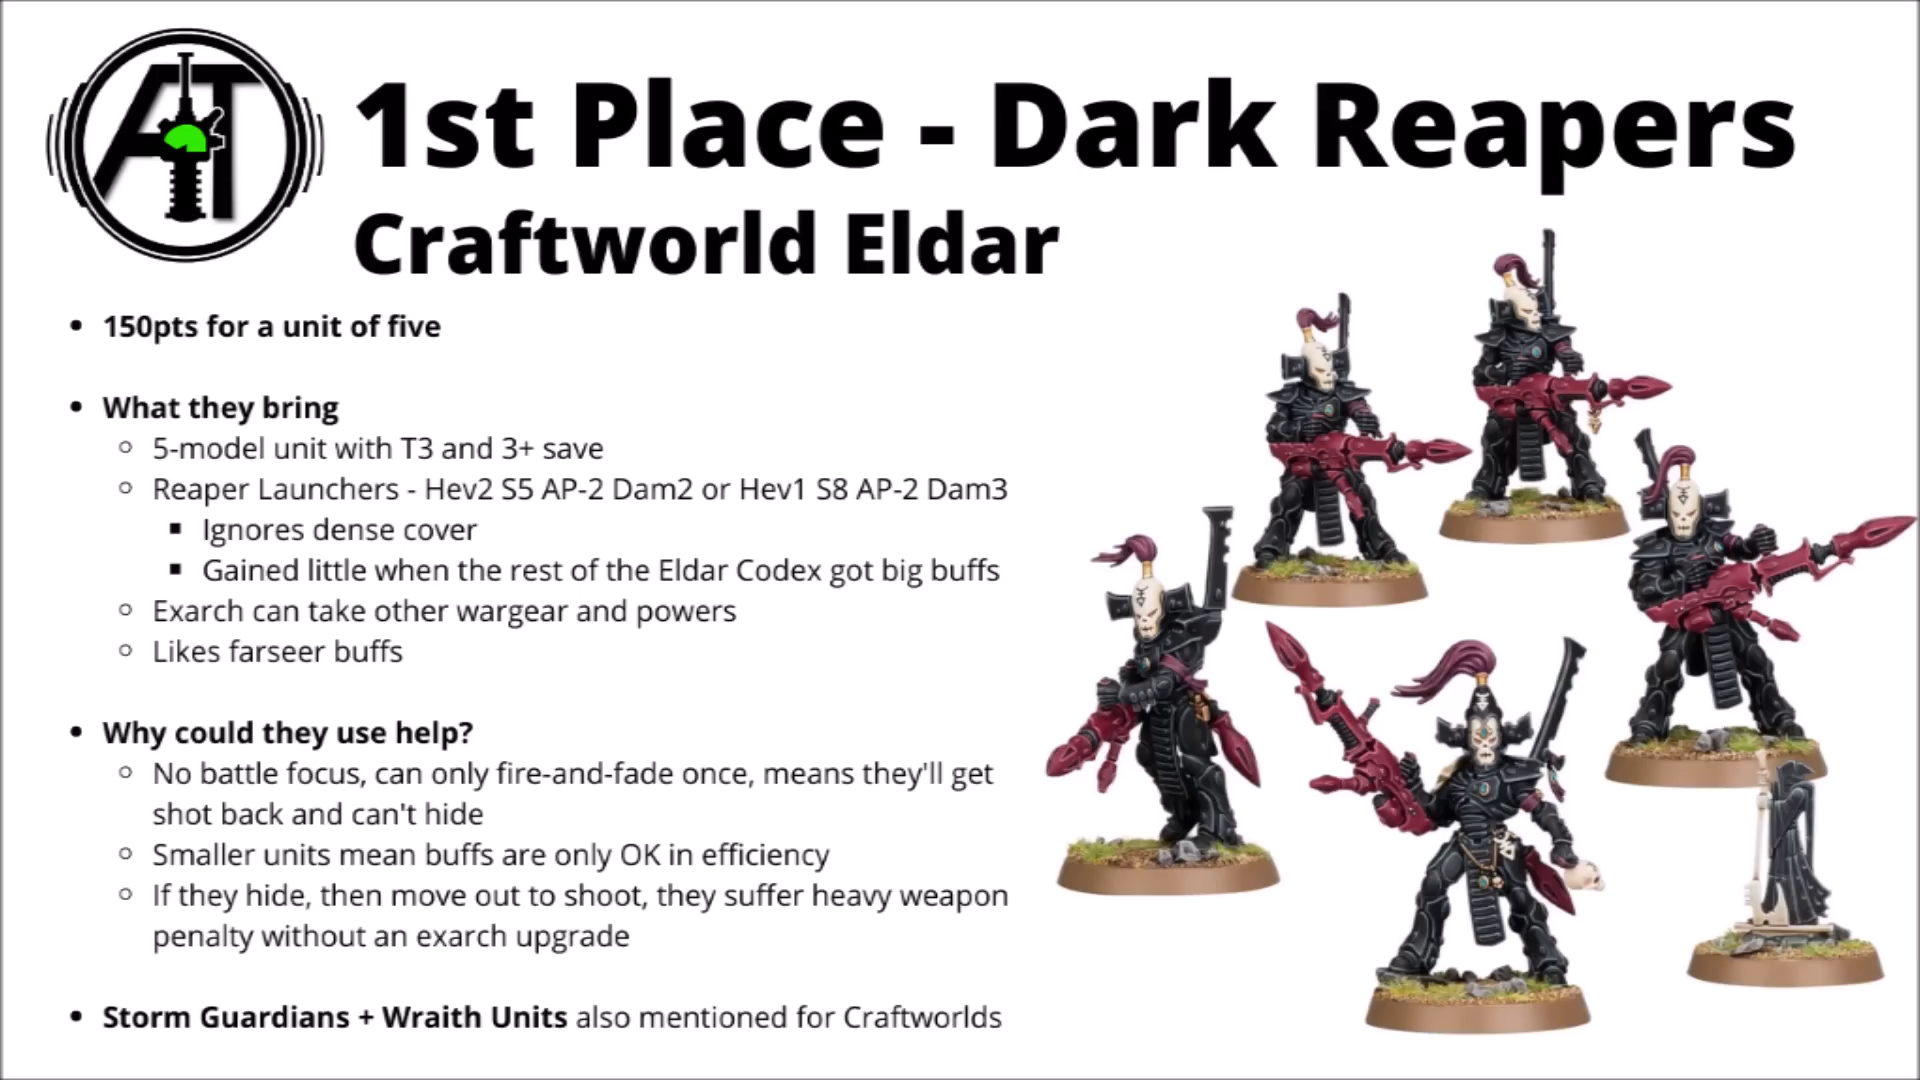 AT
1st Place - Dark Reapers
Craftworld Eldar
• 150pts for a unit of five
• What they bring
○ 5-model unit with T3 and 3+ save
○ Reaper Launchers - Hev2 S5 AP-2 Dam2 or Hev1 S8 AP-2 Dam3
▪ Ignores dense cover
▪ Gained little when the rest of the Eldar Codex got big buffs
○ Exarch can take other wargear and powers
○ Likes farseer buffs
• Why could they use help?
○ No battle focus, can only fire-and-fade once, means they'll get
shot back and can't hide
○ Smaller units mean buffs are only OK in efficiency
○ If they hide, then move out to shoot, they suffer heavy weapon
penalty without an exarch upgrade
• Storm Guardians + Wraith Units also mentioned for Craftworlds